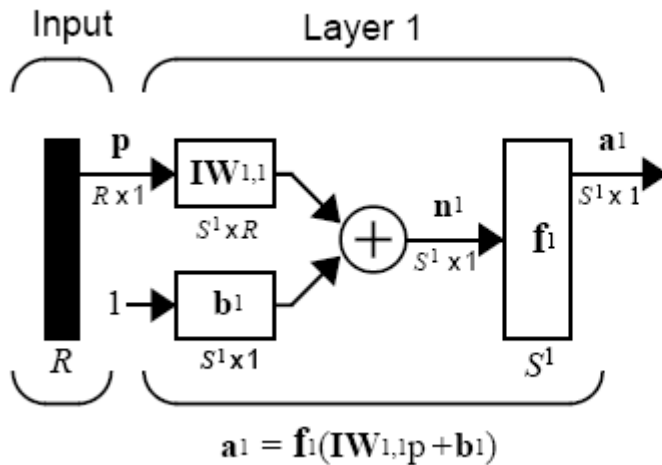 Input Layer 1
p a¹
IW¹,¹
R x 1 n¹ S¹ x 1
S¹ x R
+ S¹ x 1 f¹
1 b¹
R S¹ x 1 S¹
a¹ = f¹(IW¹,¹p + b¹)